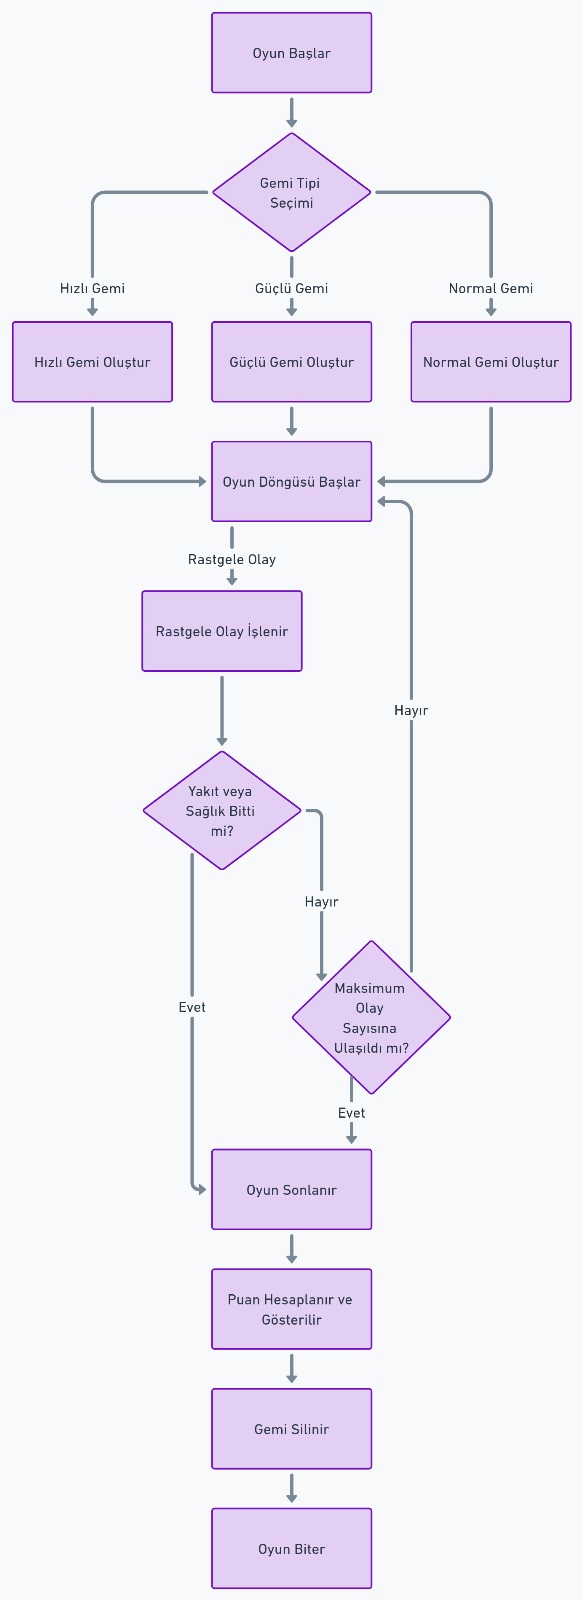 Oyun Başlar
Gemi Tipi
Seçimi
Hızlı Gemi
Güçlü Gemi
Normal Gemi
Hızlı Gemi Oluştur
Güçlü Gemi Oluştur
Normal Gemi Oluştur
Oyun Döngüsü Başlar
Rastgele Olay
Rastgele Olay İşlenir
Hayır
Yakıt veya
Sağlık Bitti
mi?
Hayır
Maksimum
Olay
Sayısına
Ulaşıldı mı?
Evet
Evet
Oyun Sonlanır
Puan Hesaplanır ve
Gösterilir
Gemi Silinir
Oyun Biter